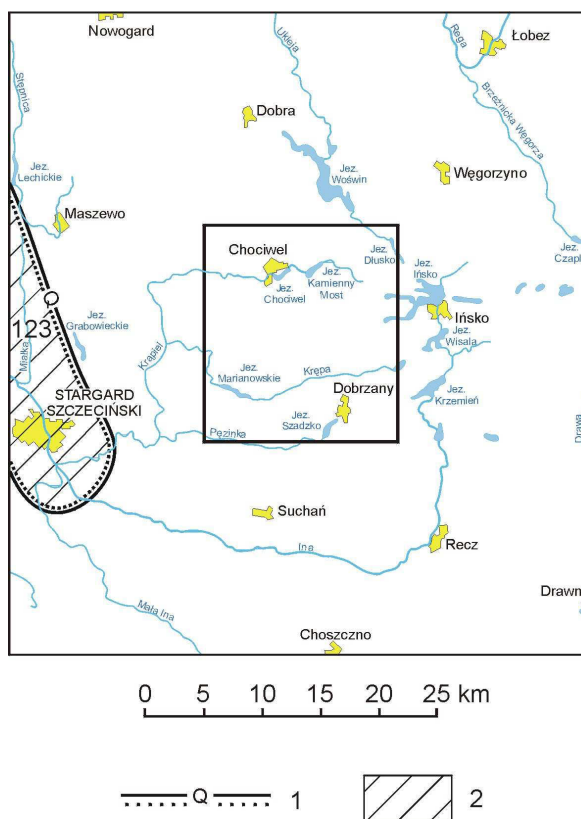 Nowogard
Ukleja
Rega
Łobez
Stepnica
Dobra
Brzeźnicka Węgorza
Jez.
Lechickie
Jez.
Woświn
Węgorzyno
Maszewo
Chociwel
Jez.
Dłusko
Jez.
Ińsko
Jez.
Czapl
Jez.
Kamienny
Most
Jez.
Chociwel
Q
123
Miałka
Jez.
Grabowieckie
Ińsko
Jez.
Wisala
Krąpiel
Jez.
Marianowskie
Krępa
Jez.
Krzemień
STARGARD
SZCZECIŃSKI
Dobrzany
Jez.
Szadzko
Pęzinka
Drawa
Suchań
Ina
Recz
Mała Ina
Drawn
Choszczno
0 5 10 15 20 25 km
Q 1
2